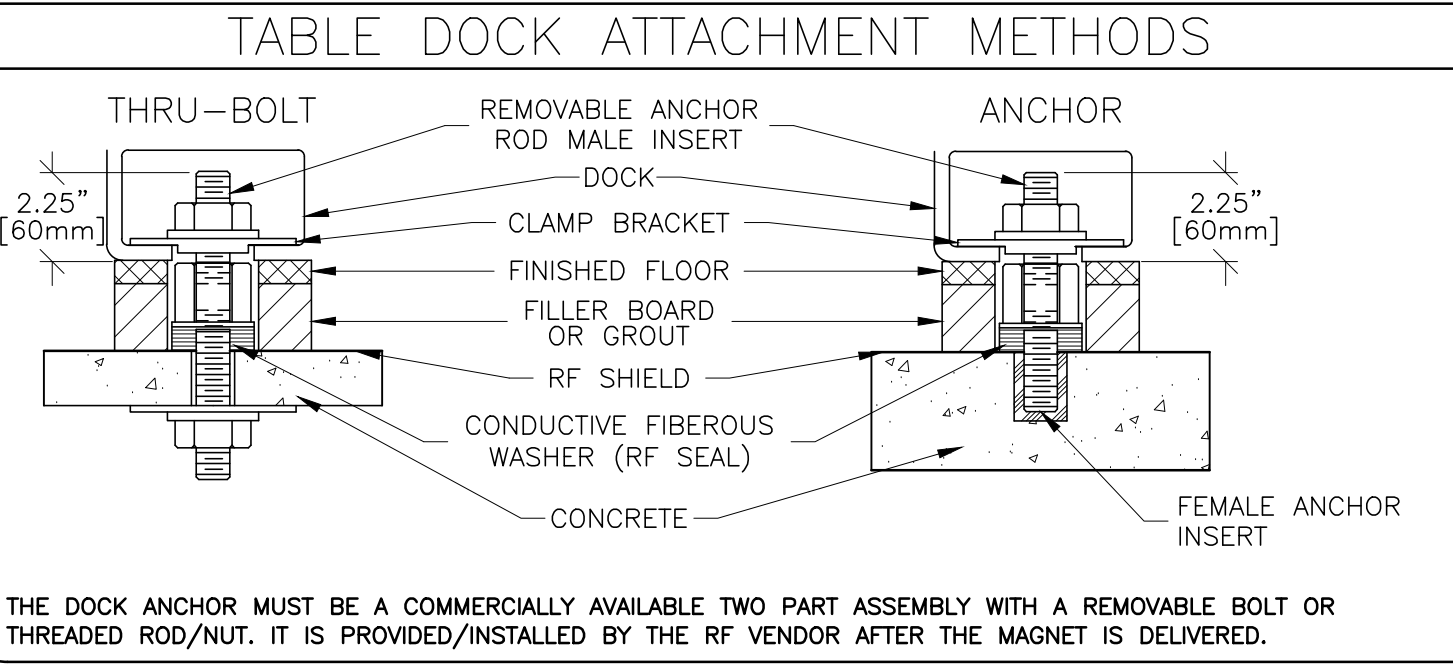 TABLE DOCK ATTACHMENT METHODS
THRU-BOLT
REMOVABLE ANCHOR
ROD MALE INSERT
ANCHOR
2.25"
[60mm]
DOCK
CLAMP BRACKET
2.25"
[60mm]
FINISHED FLOOR
FILLER BOARD
OR GROUT
RF SHIELD
CONDUCTIVE FIBEROUS
WASHER (RF SEAL)
CONCRETE
FEMALE ANCHOR
INSERT
THE DOCK ANCHOR MUST BE A COMMERCIALLY AVAILABLE TWO PART ASSEMBLY WITH A REMOVABLE BOLT OR
THREADED ROD/NUT. IT IS PROVIDED/INSTALLED BY THE RF VENDOR AFTER THE MAGNET IS DELIVERED.